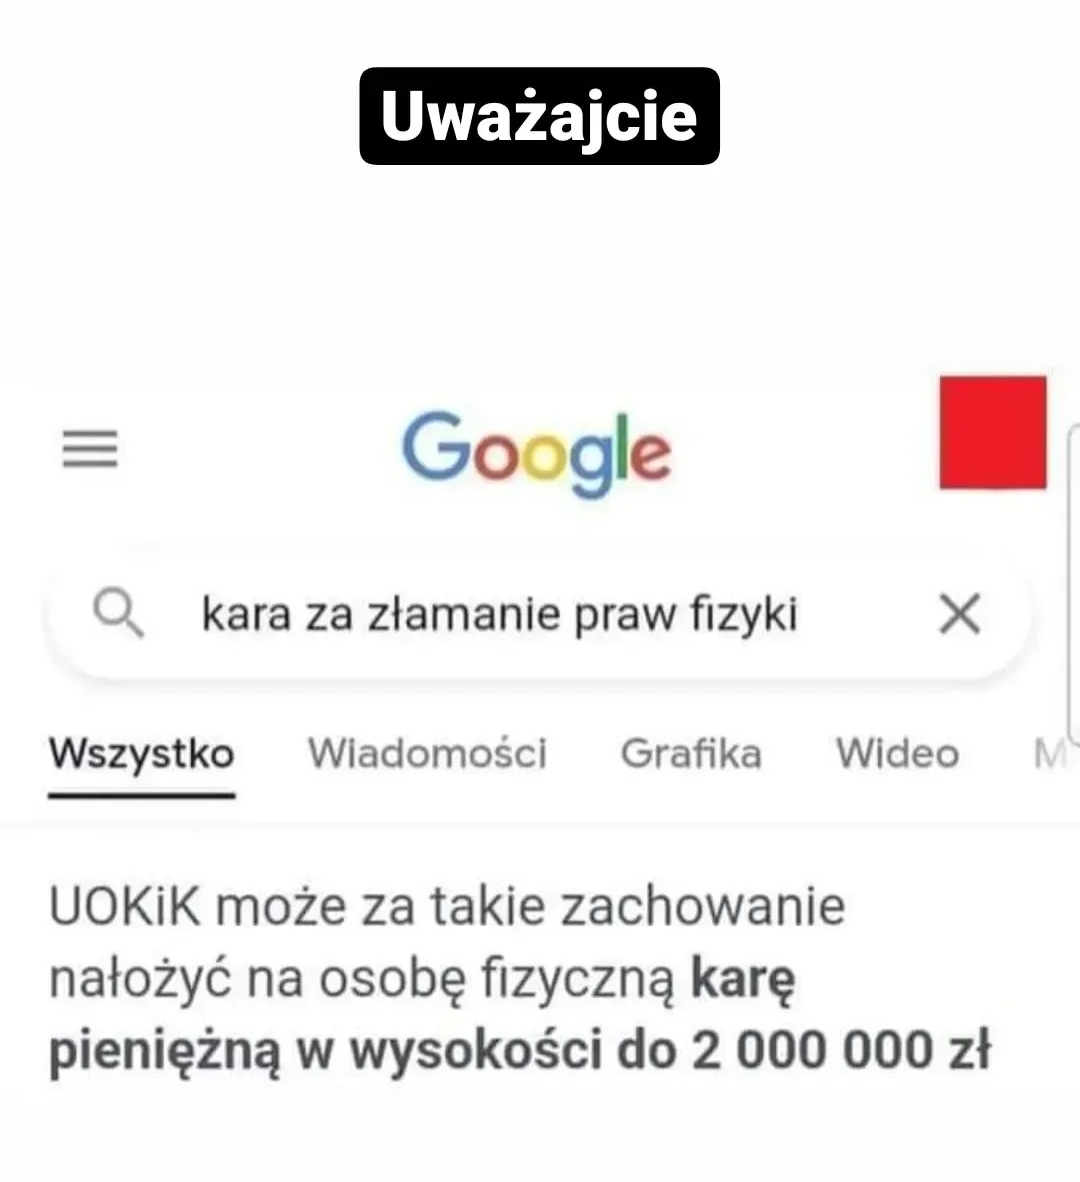 Uważajcie
Google
kara za złamanie praw fizyki
Wszystko Wiadomości Grafika Wideo M
UOKiK może za takie zachowanie
nałożyć na osobę fizyczną karę
pieniężną w wysokości do 2 000 000 zł